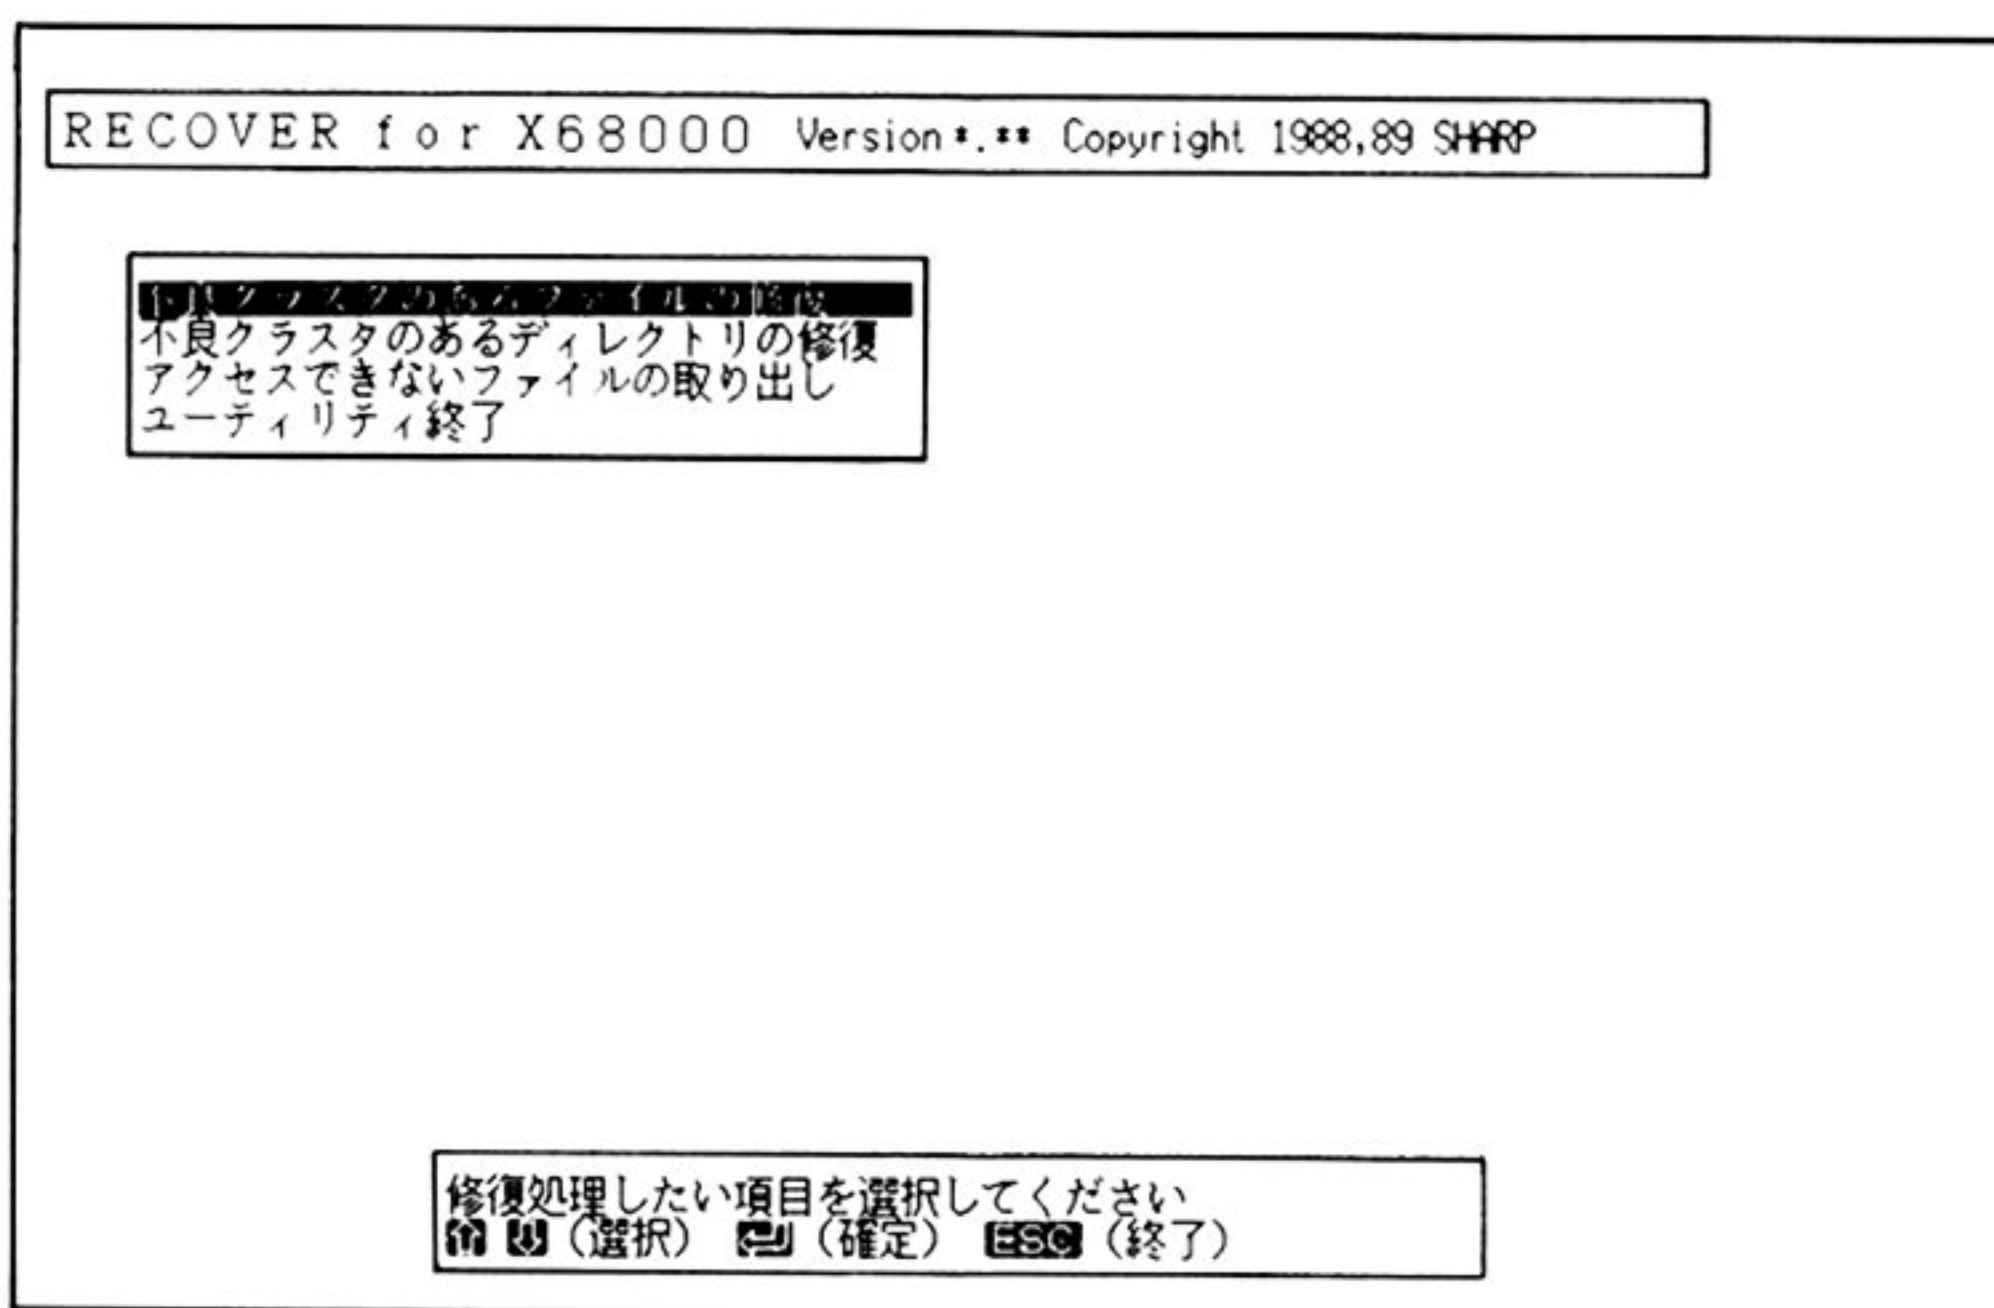 RECOVER for X68000 Version*.** Copyright 1988,89 SHARP
不良クラスタのあるファイルの修復
不良クラスタのあるディレクトリの修復
アクセスできないファイルの取り出し
ユーティリティ終了
修復処理したい項目を選択してください
⇧ ⇩ (選択) ↵ (確定) ESC (終了)